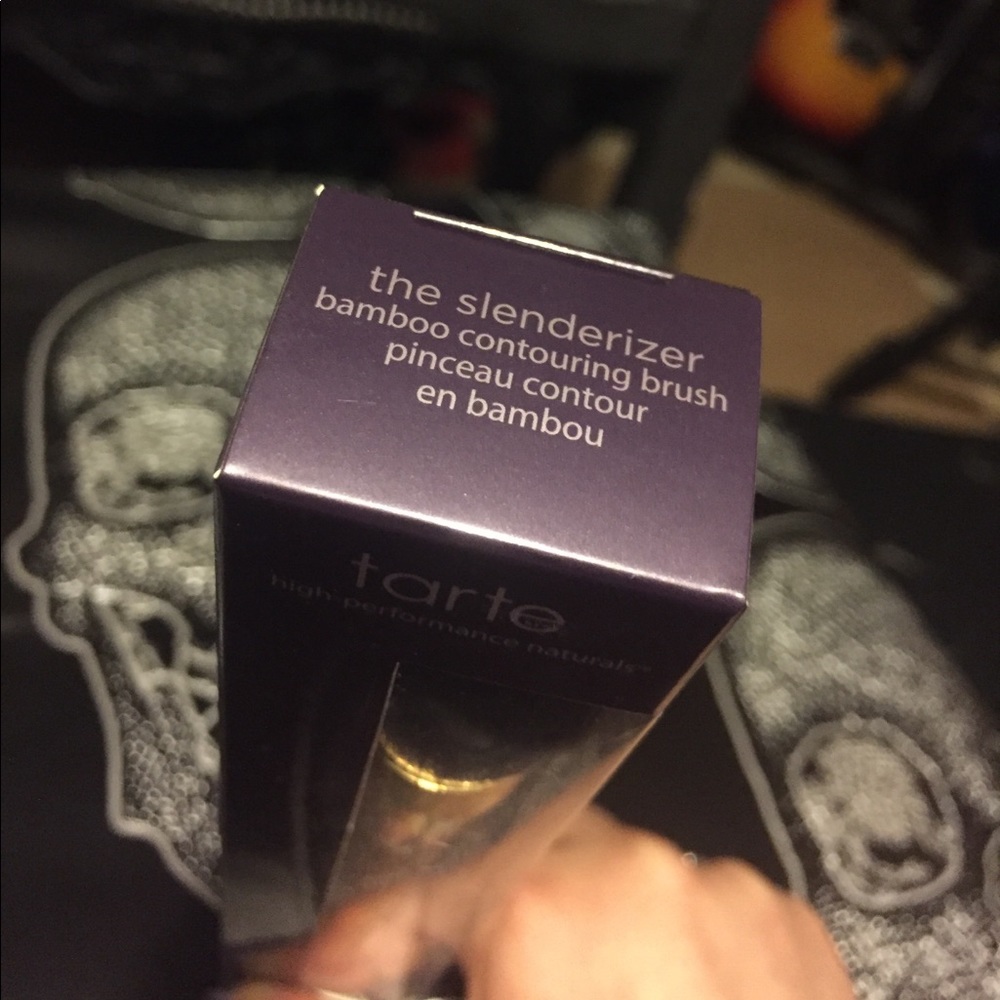 the slenderizer
bamboo contouring brush
pinceau contour
en bambou
tarte
high-performance naturals